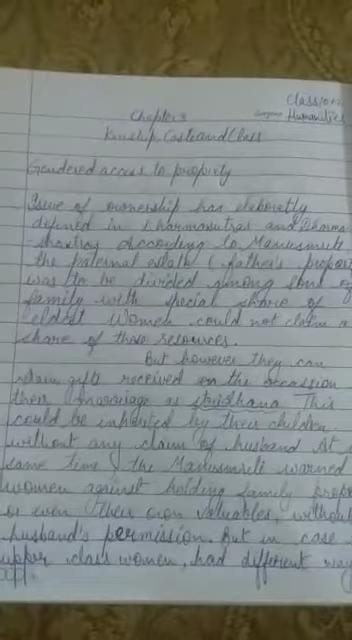 Class
Humanities
Chapter 3
Kinship Caste and Class
Gendered access to property
Issue of ownership has
defined in Dharmasutras and Dharma
-shastras According to Manusmriti
the paternal estate ( father's propert
was to be divided among sons of
family with special share of
eldest Women could not claim a
share of these resources.
But however they can
retain gifts received on the occassion
their marriage as stridhana This
could be inherited by their children
without any claim of husband At
same time the Manusmriti warned
women against holding family prope
or even their own valuables, without
husband's permission. But in case
upper class women, had different way